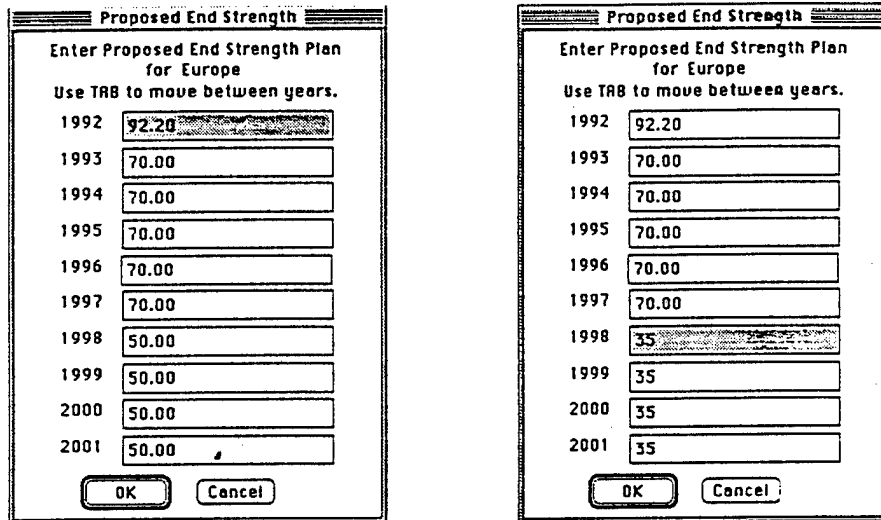 Proposed End Strength
Enter Proposed End Strength Plan
for Europe
Use TAB to move between years.
1992 92.20
1993 70.00
1994 70.00
1995 70.00
1996 70.00
1997 70.00
1998 50.00
1999 50.00
2000 50.00
2001 50.00
OK Cancel
Proposed End Strength
Enter Proposed End Strength Plan
for Europe
Use TAB to move between years.
1992 92.20
1993 70.00
1994 70.00
1995 70.00
1996 70.00
1997 70.00
1998 35
1999 35
2000 35
2001 35
OK Cancel